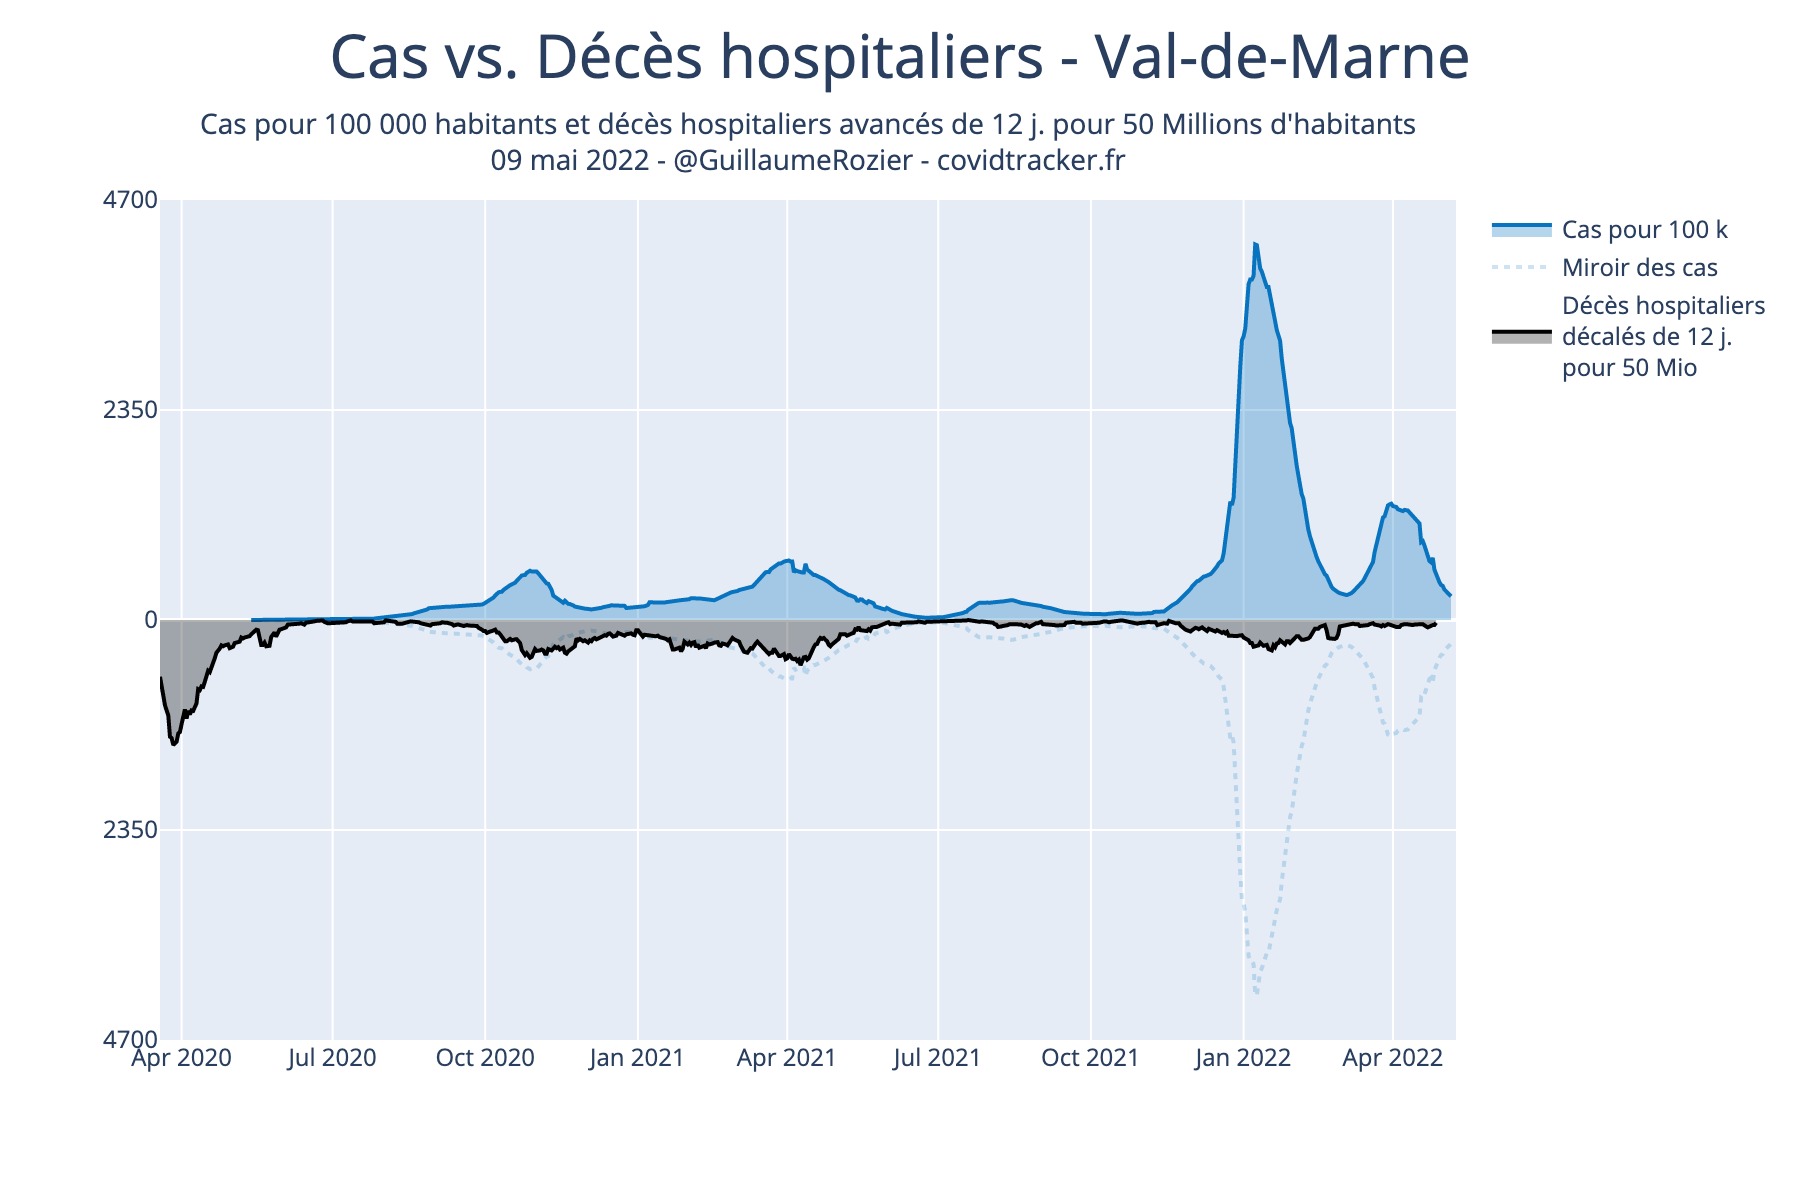 Cas vs. Décès hospitaliers - Val-de-Marne
Cas pour 100 000 habitants et décès hospitaliers avancés de 12 j. pour 50 Millions d'habitants
09 mai 2022 - @GuillaumeRozier - covidtracker.fr
4700
2350
0
2350
4700
Apr 2020
Jul 2020
Oct 2020
Jan 2021
Apr 2021
Jul 2021
Oct 2021
Jan 2022
Apr 2022
Cas pour 100 k
Miroir des cas
Décès hospitaliers
décalés de 12 j.
pour 50 Mio